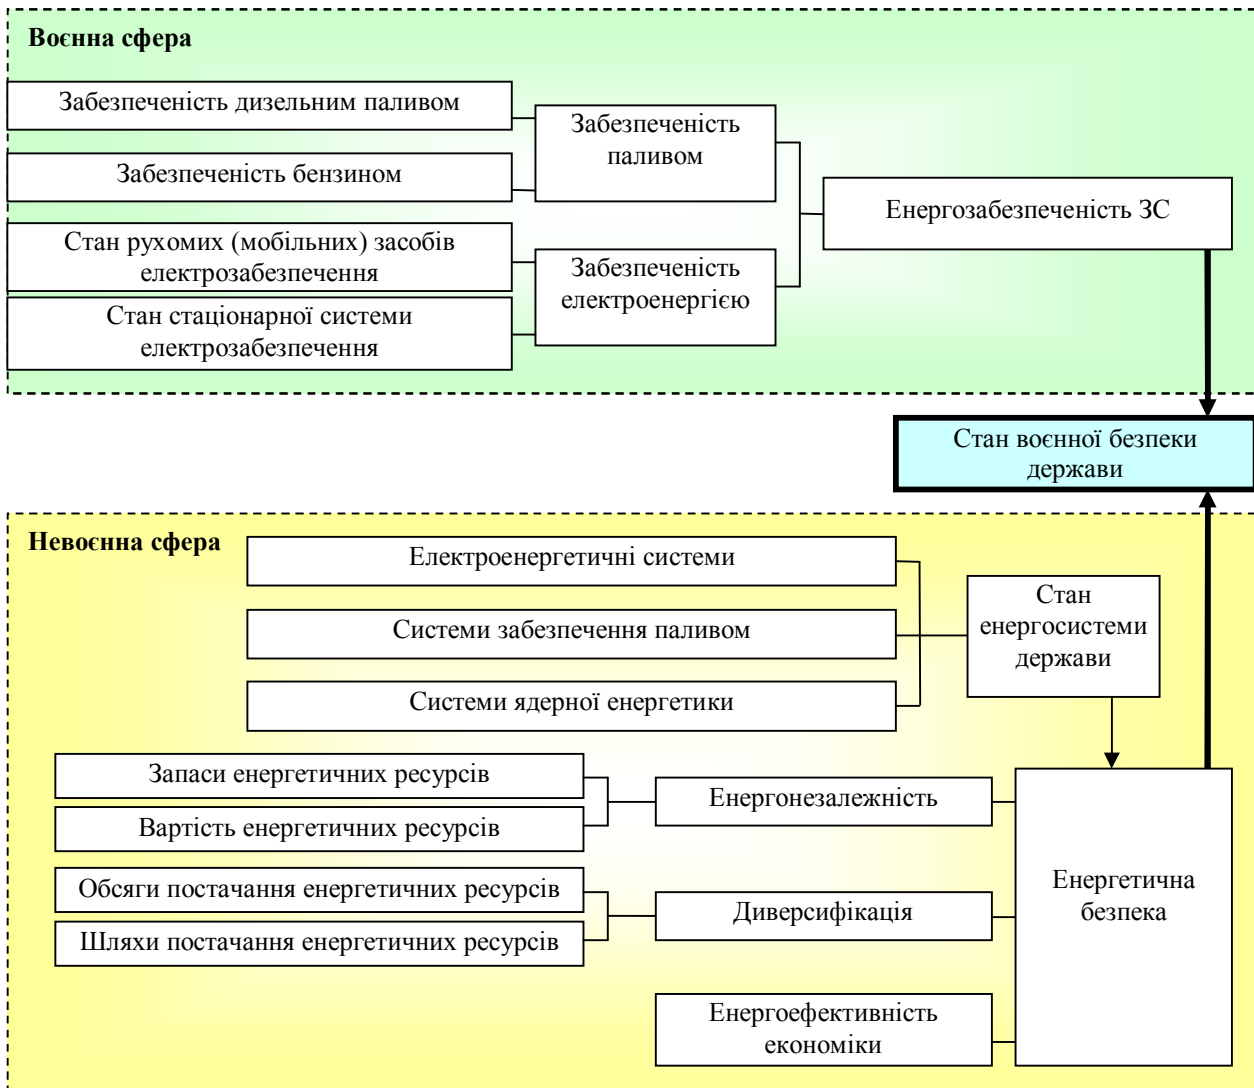 Воєнна сфера
Забезпеченість дизельним паливом
Забезпеченість бензином
Стан рухомих (мобільних) засобів
електрозабезпечення
Стан стаціонарної системи
електрозабезпечення
Забезпеченість
паливом
Забезпеченість
електроенергією
Енергозабезпеченість ЗС
Стан воєнної безпеки
держави
Невоєнна сфера
Електроенергетичні системи
Системи забезпечення паливом
Системи ядерної енергетики
Стан
енергосистеми
держави
Запаси енергетичних ресурсів
Вартість енергетичних ресурсів
Енергонезалежність
Обсяги постачання енергетичних ресурсів
Шляхи постачання енергетичних ресурсів
Диверсифікація
Енергоефективність
економіки
Енергетична
безпека